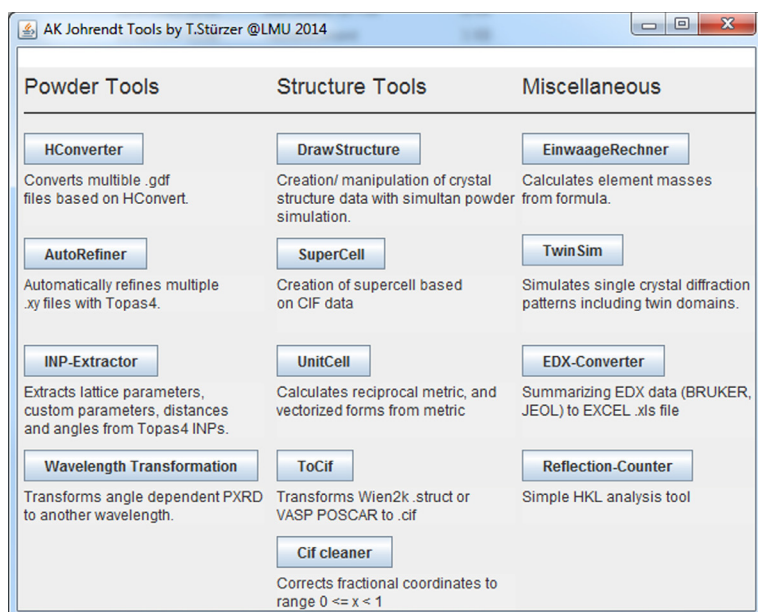 AK Johrendt Tools by T.Stürzer @LMU 2014
Powder Tools
Structure Tools
Miscellaneous
HConverter
Converts multiple .gdf
files based on HConvert.
DrawStructure
Creation/ manipulation of crystal
structure data with simultan powder
simulation.
EinwaageRechner
Calculates element masses
from formula.
AutoRefiner
Automatically refines multiple
.xy files with Topas4.
SuperCell
Creation of supercell based
on CIF data
TwinSim
Simulates single crystal diffraction
patterns including twin domains.
INP-Extractor
Extracts lattice parameters,
custom parameters, distances
and angles from Topas4 INPs.
UnitCell
Calculates reciprocal metric, and
vectorized forms from metric
EDX-Converter
Summarizing EDX data (BRUKER,
JEOL) to EXCEL .xls file
Wavelength Transformation
Transforms angle dependent PXRD
to another wavelength.
ToCif
Transforms Wien2k .struct or
VASP POSCAR to .cif
Reflection-Counter
Simple HKL analysis tool
Cif cleaner
Corrects fractional coordinates to
range 0 <= x < 1